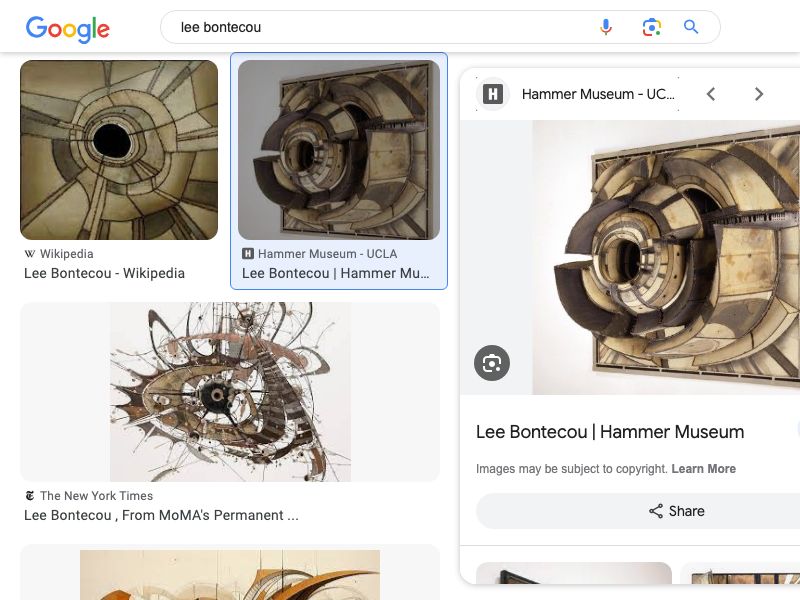 Google
lee bontecou
Wikipedia
Lee Bontecou - Wikipedia
Hammer Museum - UCLA
Lee Bontecou | Hammer Mu...
The New York Times
Lee Bontecou , From MoMA's Permanent ...
H
Hammer Museum - UC...
Lee Bontecou | Hammer Museum
Images may be subject to copyright. Learn More
Share